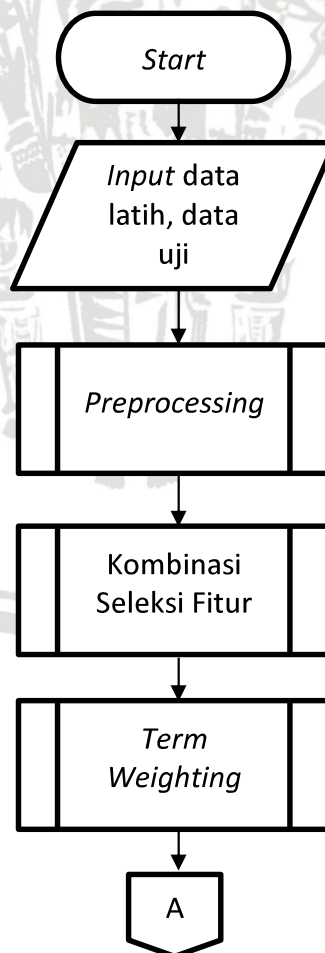 Start
Input data
latih, data
uji
Preprocessing
Kombinasi
Seleksi Fitur
Term
Weighting
A